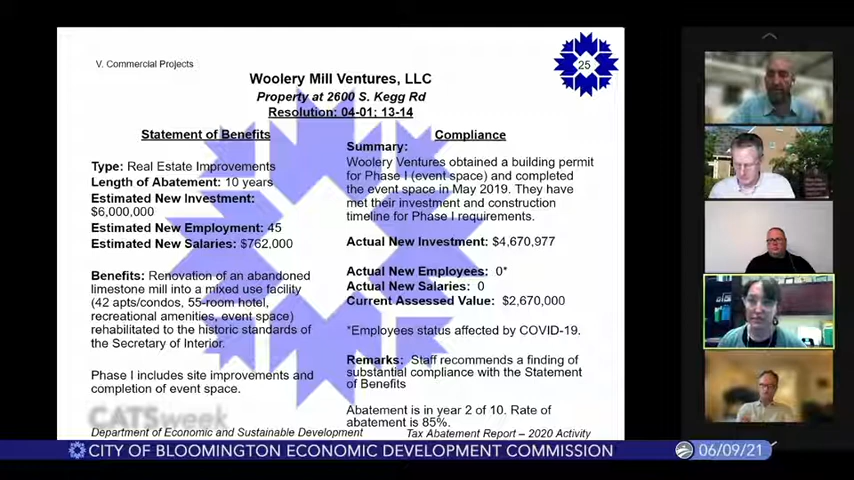 V. Commercial Projects
25
Woolery Mill Ventures, LLC
Property at 2600 S. Kegg Rd
Resolution: 04-01; 13-14
Statement of Benefits
Type: Real Estate Improvements
Length of Abatement: 10 years
Estimated New Investment:
$6,000,000
Estimated New Employment: 45
Estimated New Salaries: $762,000
Benefits: Renovation of an abandoned
limestone mill into a mixed use facility
(42 apts/condos, 55-room hotel,
recreational amenities, event space)
rehabilitated to the historic standards of
the Secretary of Interior.
Phase I includes site improvements and
completion of event space.
Compliance
Summary:
Woolery Ventures obtained a building permit
for Phase I (event space) and completed
the event space in May 2019. They have
met their investment and construction
timeline for Phase I requirements.
Actual New Investment: $4,670,977
Actual New Employees: 0*
Actual New Salaries: 0
Current Assessed Value: $2,670,000
*Employees status affected by COVID-19.
Remarks: Staff recommends a finding of
substantial compliance with the Statement
of Benefits
Abatement is in year 2 of 10. Rate of
abatement is 85%.
CATSweek
Department of Economic and Sustainable Development
Tax Abatement Report – 2020 Activity
CITY OF BLOOMINGTON ECONOMIC DEVELOPMENT COMMISSION
06/09/21